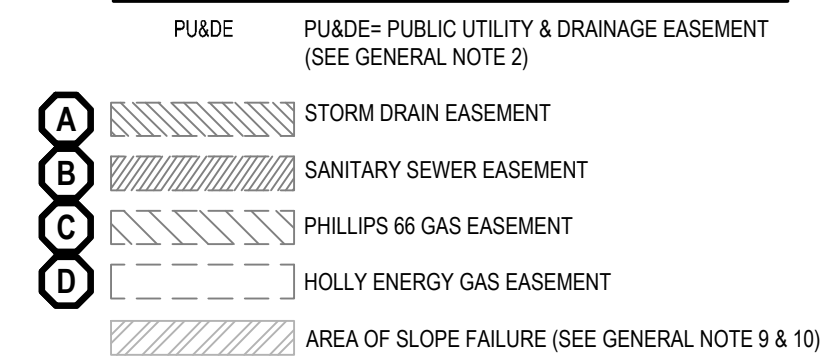 PU&DE PU&DE= PUBLIC UTILITY & DRAINAGE EASEMENT
(SEE GENERAL NOTE 2)
A STORM DRAIN EASEMENT
B SANITARY SEWER EASEMENT
C PHILLIPS 66 GAS EASEMENT
D HOLLY ENERGY GAS EASEMENT
AREA OF SLOPE FAILURE (SEE GENERAL NOTE 9 & 10)